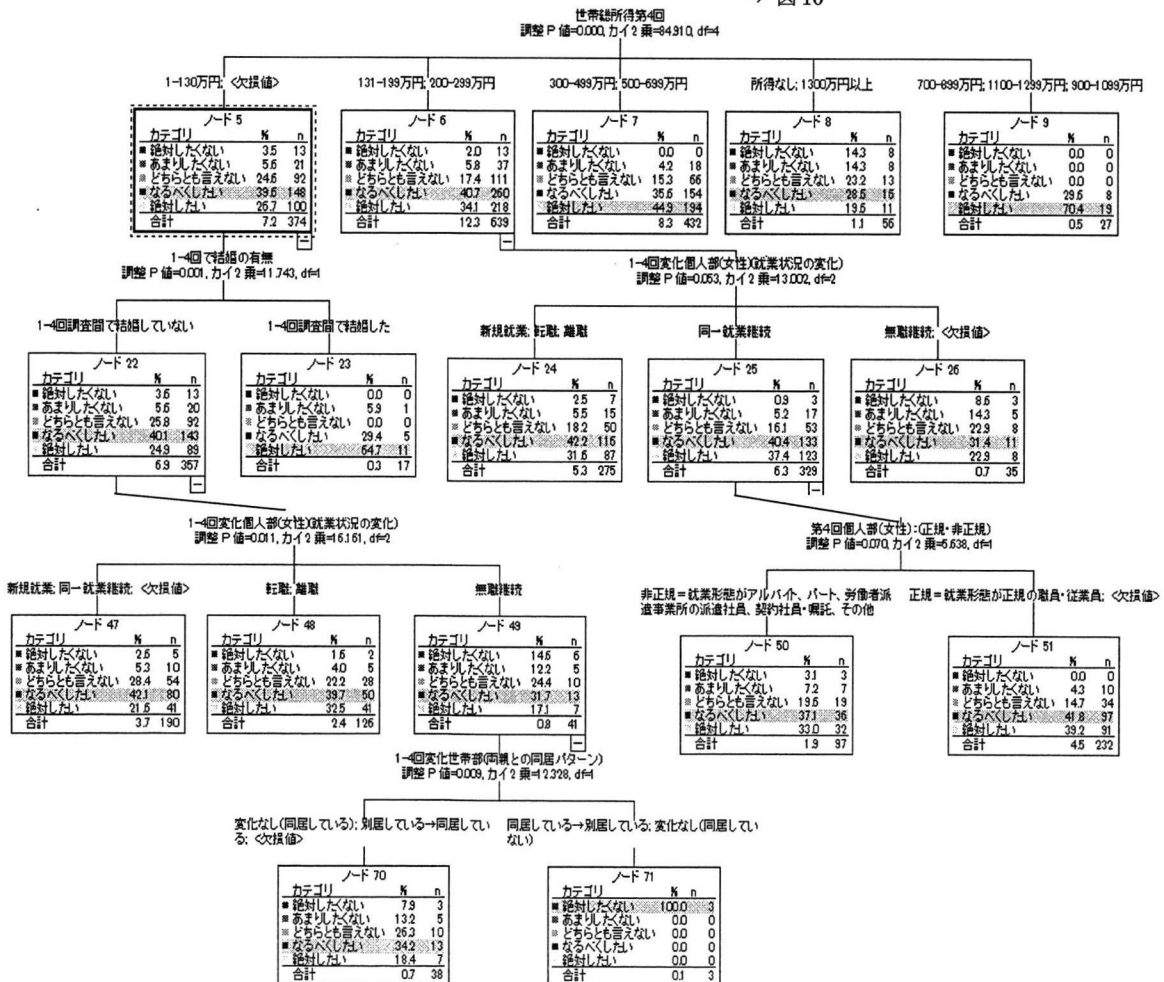 図 10
世帯総所得第4回
調整 P 値=0.000, カイ2 乗=84.910, df=4
1-130万円; <欠損値>
131-199万円; 200-299万円
300-499万円; 500-699万円
所得なし; 1300万円以上
700-899万円; 1100-1299万円; 900-1099万円
ノード 5
カテゴリ % n
絶対したくない 3.5 13
あまりしたくない 5.6 21
どちらとも言えない 24.6 92
なるべくしたい 39.6 148
絶対したい 26.7 100
合計 7.2 374
ノード 6
カテゴリ % n
絶対したくない 2.0 13
あまりしたくない 5.8 37
どちらとも言えない 17.4 111
なるべくしたい 40.7 260
絶対したい 34.1 218
合計 12.3 639
ノード 7
カテゴリ % n
絶対したくない 0.0 0
あまりしたくない 4.2 18
どちらとも言えない 15.3 66
なるべくしたい 35.6 154
絶対したい 44.9 194
合計 8.3 432
ノード 8
カテゴリ % n
絶対したくない 14.3 8
あまりしたくない 14.3 8
どちらとも言えない 23.2 13
なるべくしたい 28.6 16
絶対したい 19.6 11
合計 1.1 56
ノード 9
カテゴリ % n
絶対したくない 0.0 0
あまりしたくない 0.0 0
どちらとも言えない 0.0 0
なるべくしたい 29.6 8
絶対したい 70.4 19
合計 0.5 27
1-4回で結婚の有無
調整 P 値=0.001, カイ2 乗=11.743, df=1
1-4回変化個人部(女性)(就業状況の変化)
調整 P 値=0.053, カイ2 乗=13.002, df=2
1-4回調査間で結婚していない
1-4回調査間で結婚した
新規就業; 転職; 離職
同一就業継続
無職継続; <欠損値>
ノード 22
カテゴリ % n
絶対したくない 3.6 13
あまりしたくない 5.6 20
どちらとも言えない 25.8 92
なるべくしたい 40.1 143
絶対したい 24.9 89
合計 6.9 357
ノード 23
カテゴリ % n
絶対したくない 0.0 0
あまりしたくない 5.9 1
どちらとも言えない 0.0 0
なるべくしたい 29.4 5
絶対したい 64.7 11
合計 0.3 17
ノード 24
カテゴリ % n
絶対したくない 2.5 7
あまりしたくない 5.5 15
どちらとも言えない 18.2 50
なるべくしたい 42.2 116
絶対したい 31.6 87
合計 5.3 275
ノード 25
カテゴリ % n
絶対したくない 0.9 3
あまりしたくない 5.2 17
どちらとも言えない 16.1 53
なるべくしたい 40.4 133
絶対したい 37.4 123
合計 6.3 329
ノード 26
カテゴリ % n
絶対したくない 8.6 3
あまりしたくない 14.3 5
どちらとも言えない 22.9 8
なるべくしたい 31.4 11
絶対したい 22.9 8
合計 0.7 35
1-4回変化個人部(女性)(就業状況の変化)
調整 P 値=0.011, カイ2 乗=16.161, df=2
第4回個人部(女性):(正規・非正規)
調整 P 値=0.070, カイ2 乗=5.638, df=1
新規就業; 同一就業継続; <欠損値>
転職; 離職
無職継続
非正規=就業形態がアルバイト、パート、労働者派
遣事業所の派遣社員、契約社員・嘱託、その他
正規=就業形態が正規の職員・従業員; <欠損値>
ノード 47
カテゴリ % n
絶対したくない 2.6 5
あまりしたくない 5.3 10
どちらとも言えない 28.4 54
なるべくしたい 42.1 80
絶対したい 21.6 41
合計 3.7 190
ノード 48
カテゴリ % n
絶対したくない 1.6 2
あまりしたくない 4.0 5
どちらとも言えない 22.2 28
なるべくしたい 39.7 50
絶対したい 32.5 41
合計 2.4 126
ノード 49
カテゴリ % n
絶対したくない 14.6 6
あまりしたくない 12.2 5
どちらとも言えない 24.4 10
なるべくしたい 31.7 13
絶対したい 17.1 7
合計 0.8 41
ノード 50
カテゴリ % n
絶対したくない 3.1 3
あまりしたくない 7.2 7
どちらとも言えない 19.6 19
なるべくしたい 37.1 36
絶対したい 33.0 32
合計 1.9 97
ノード 51
カテゴリ % n
絶対したくない 0.0 0
あまりしたくない 4.3 10
どちらとも言えない 14.7 34
なるべくしたい 41.8 97
絶対したい 39.2 91
合計 4.5 232
1-4回変化世帯部(両親との同居パターン)
調整 P 値=0.009, カイ2 乗=12.328, df=1
変化なし(同居している); 別居している→同居してい
る; <欠損値>
同居している→別居している; 変化なし(同居してい
ない)
ノード 70
カテゴリ % n
絶対したくない 7.9 3
あまりしたくない 13.2 5
どちらとも言えない 26.3 10
なるべくしたい 34.2 13
絶対したい 18.4 7
合計 0.7 38
ノード 71
カテゴリ % n
絶対したくない 100.0 3
あまりしたくない 0.0 0
どちらとも言えない 0.0 0
なるべくしたい 0.0 0
絶対したい 0.0 0
合計 0.1 3